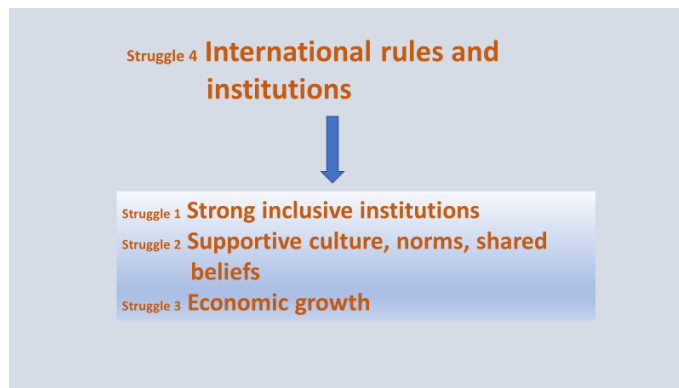 Struggle 4 International rules and
institutions
Struggle 1 Strong inclusive institutions
Struggle 2 Supportive culture, norms, shared
beliefs
Struggle 3 Economic growth